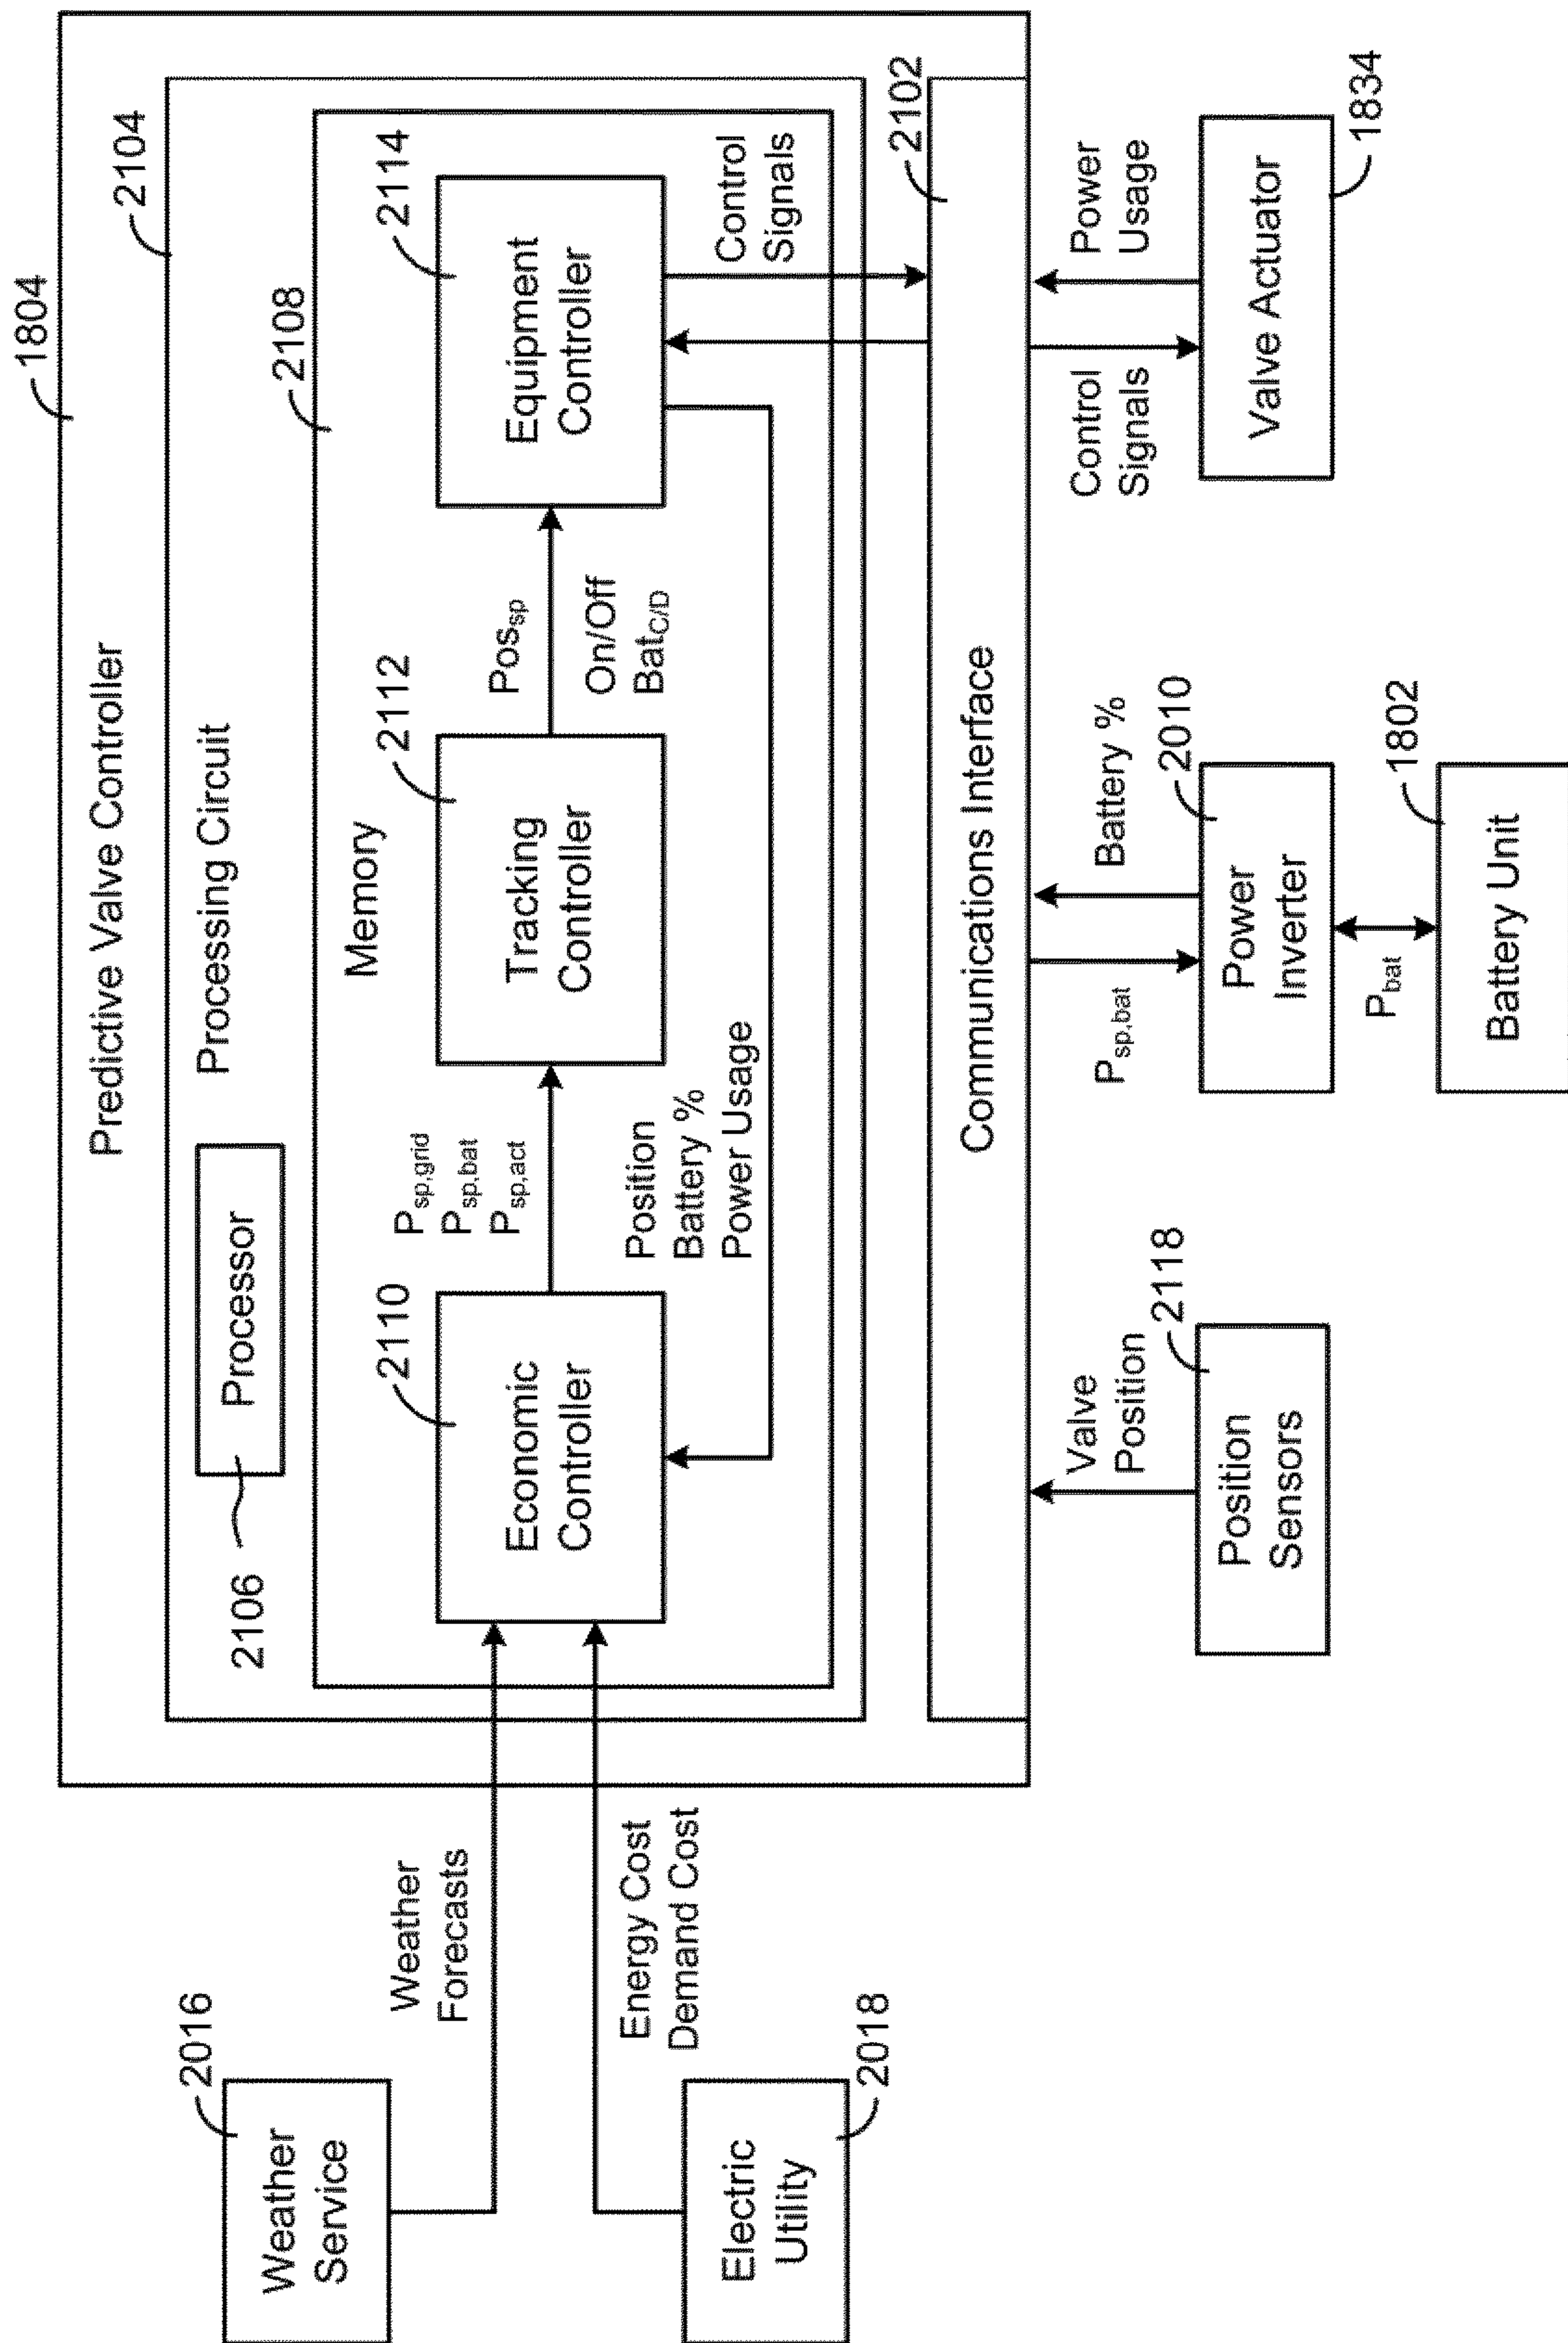 1804
Predictive Valve Controller
2104
Processing Circuit
2106
Processor
2108
Memory
2016
Weather
Service
Weather
Forecasts
2018
Electric
Utility
Energy Cost
Demand Cost
2110
Economic
Controller
P_sp,grid
P_sp,bat
P_sp,act
2112
Tracking
Controller
Pos_sp
On/Off
Bat_C/D
2114
Equipment
Controller
Position
Battery %
Power Usage
Control
Signals
2102
Communications Interface
Valve
Position
2118
Position
Sensors
P_sp,bat
Battery %
2010
Power
Inverter
P_bat
1802
Battery Unit
Control
Signals
Power
Usage
Valve Actuator
1834